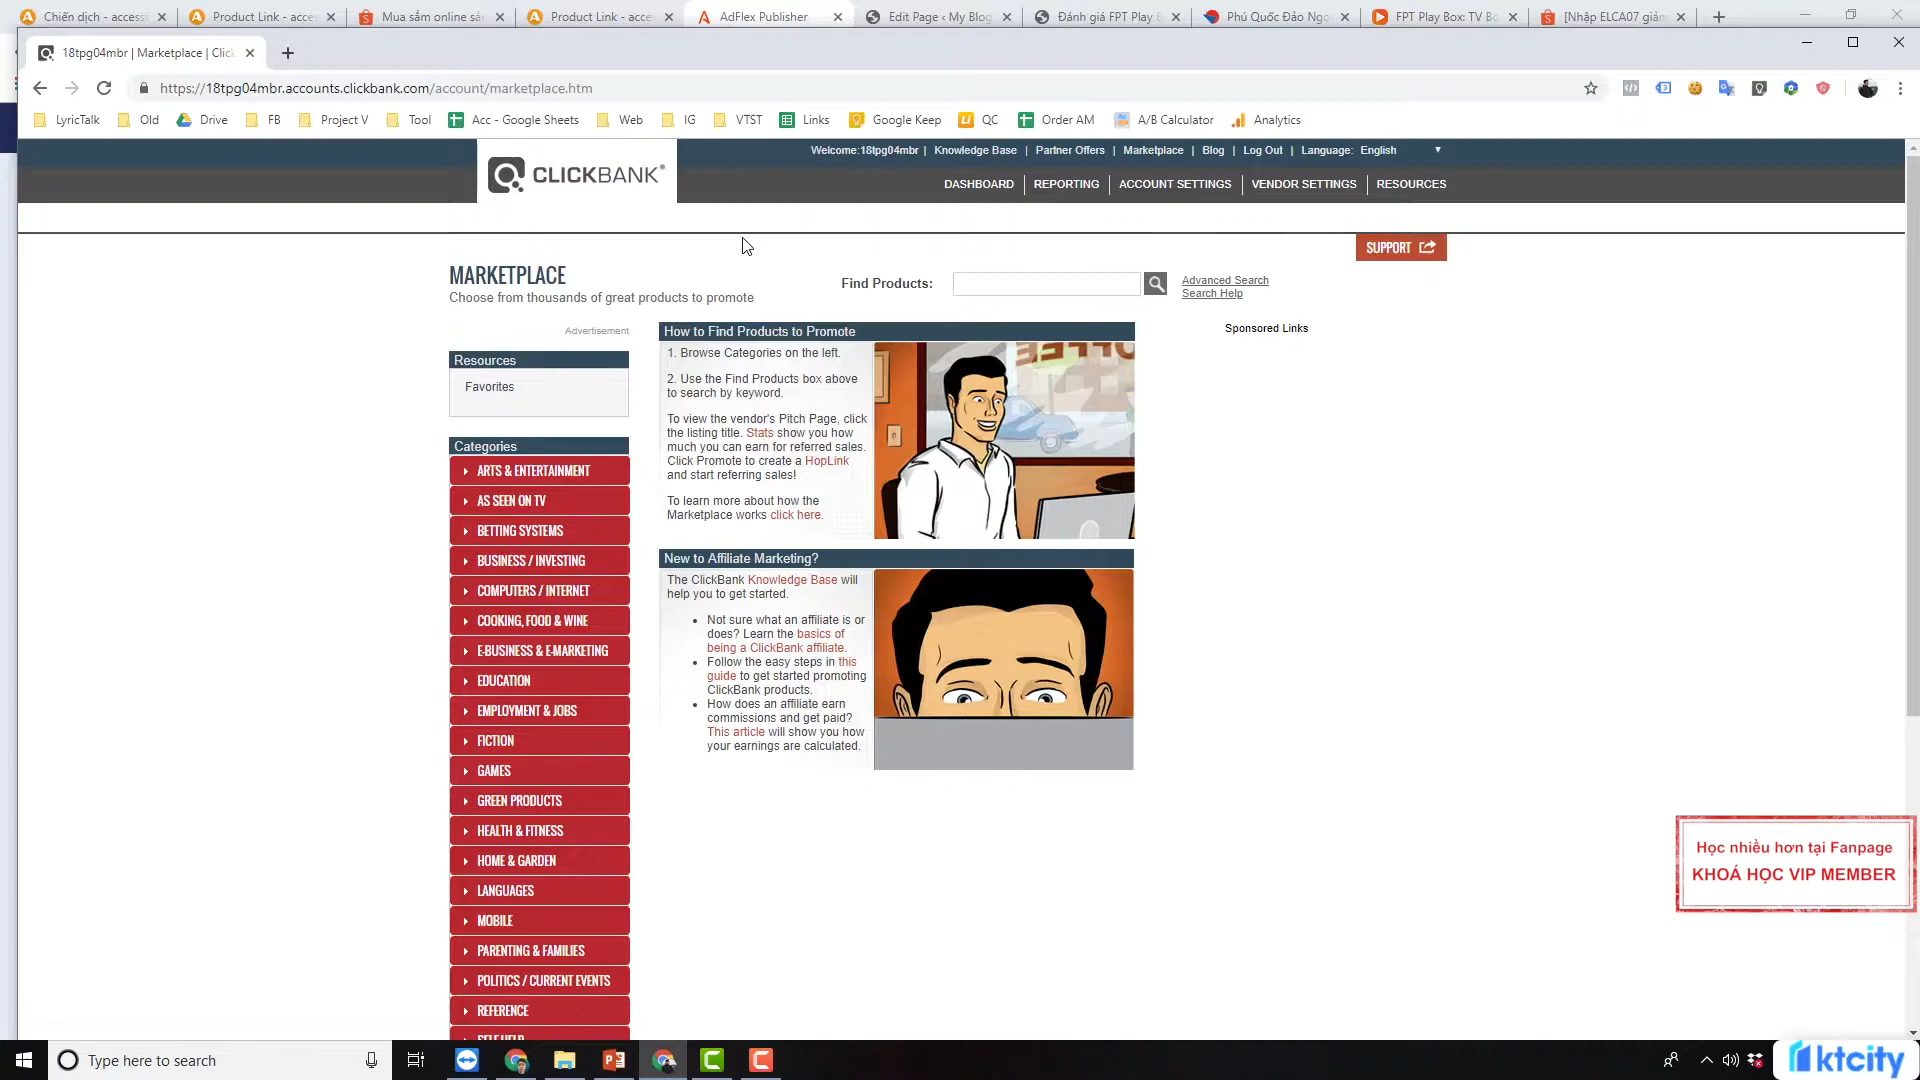 Chiến dịch - access
Product Link - acce
Mua sắm online sả
Product Link - acce
AdFlex Publisher
Edit Page ‹ My Blog
Đánh giá FPT Play B
Phú Quốc Đảo Ngọ
FPT Play Box: TV Bo
[Nhập ELCA07 giảm
18tpg04mbr | Marketplace | Click
https://18tpg04mbr.accounts.clickbank.com/account/marketplace.htm
LyricTalk
Old
Drive
FB
Project V
Tool
Acc - Google Sheets
Web
IG
VTST
Links
Google Keep
QC
Order AM
A/B Calculator
Analytics
CLICKBANK
Welcome:18tpg04mbr | Knowledge Base | Partner Offers | Marketplace | Blog | Log Out | Language: English
DASHBOARD | REPORTING | ACCOUNT SETTINGS | VENDOR SETTINGS | RESOURCES
SUPPORT
MARKETPLACE
Choose from thousands of great products to promote
Find Products:
Advanced Search
Search Help
Advertisement
Resources
Favorites
Categories
ARTS & ENTERTAINMENT
AS SEEN ON TV
BETTING SYSTEMS
BUSINESS / INVESTING
COMPUTERS / INTERNET
COOKING, FOOD & WINE
E-BUSINESS & E-MARKETING
EDUCATION
EMPLOYMENT & JOBS
FICTION
GAMES
GREEN PRODUCTS
HEALTH & FITNESS
HOME & GARDEN
LANGUAGES
MOBILE
PARENTING & FAMILIES
POLITICS / CURRENT EVENTS
REFERENCE
SELF-HELP
How to Find Products to Promote
1. Browse Categories on the left.
2. Use the Find Products box above
to search by keyword.
To view the vendor's Pitch Page, click
the listing title. Stats show you how
much you can earn for referred sales.
Click Promote to create a HopLink
and start referring sales!
To learn more about how the
Marketplace works click here.
New to Affiliate Marketing?
The ClickBank Knowledge Base will
help you to get started.
Not sure what an affiliate is or
does? Learn the basics of
being a ClickBank affiliate.
Follow the easy steps in this
guide to get started promoting
ClickBank products.
How does an affiliate earn
commissions and get paid?
This article will show you how
your earnings are calculated.
Sponsored Links
Học nhiều hơn tại Fanpage
KHOÁ HỌC VIP MEMBER
Type here to search
ktcity